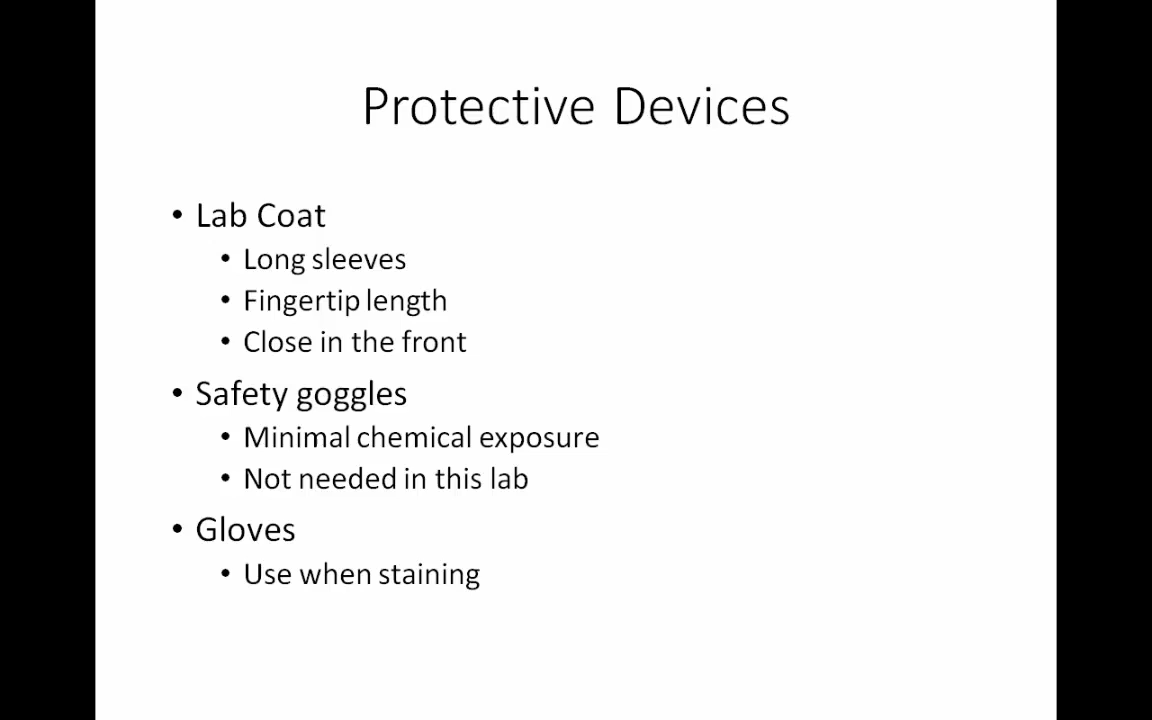 Protective Devices
• Lab Coat
• Long sleeves
• Fingertip length
• Close in the front
• Safety goggles
• Minimal chemical exposure
• Not needed in this lab
• Gloves
• Use when staining